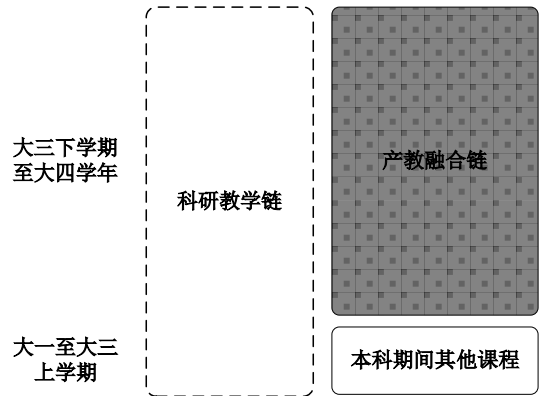 大三下学期
至大四学年
科研教学链
产教融合链
大一至大三
上学期
本科期间其他课程